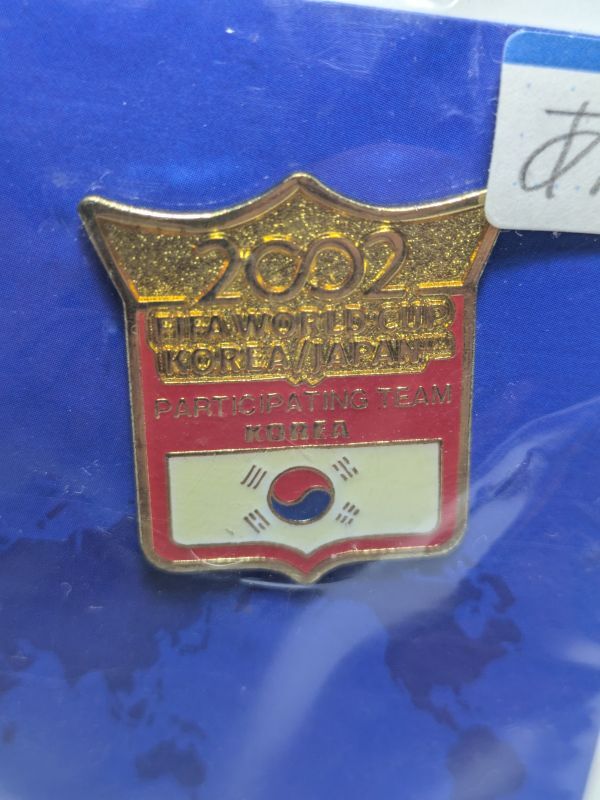 2002
FIFA WORLD CUP
KOREA/JAPAN
PARTICIPATING TEAM
KOREA